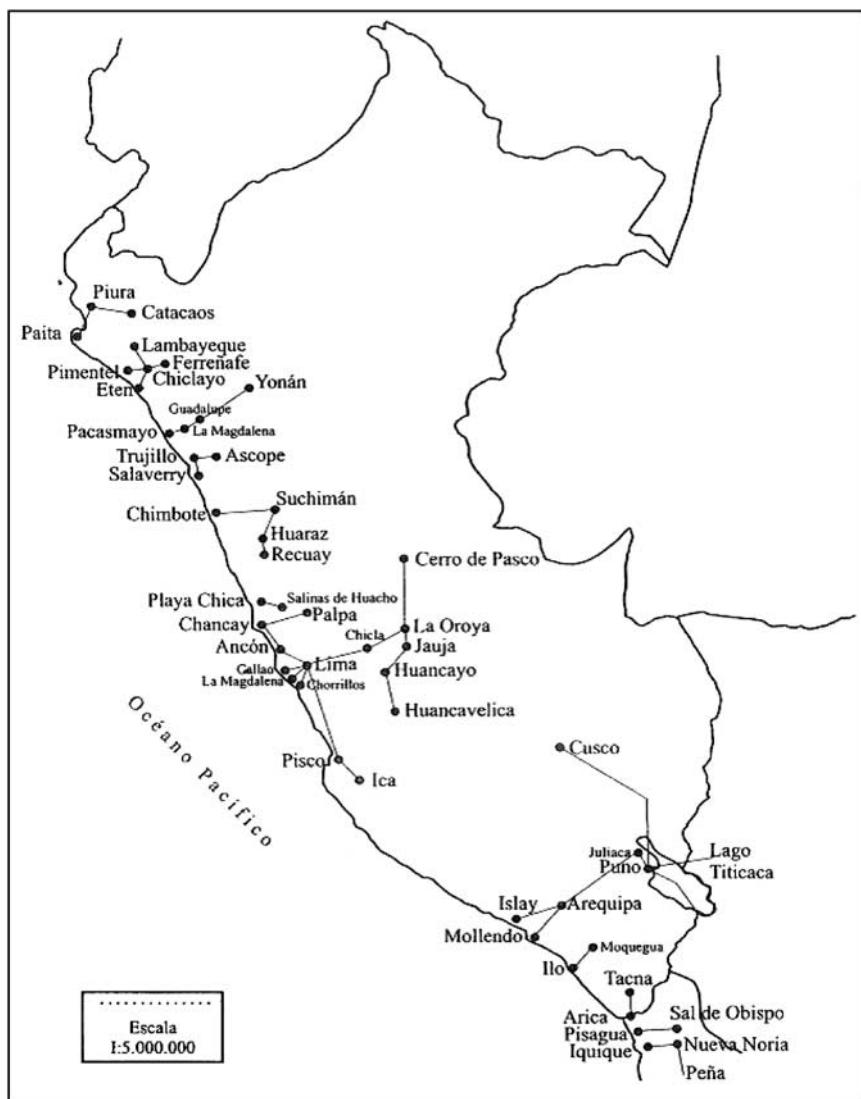 Piura
Catacaos
Paita
Lambayeque
Ferreñafe
Pimentel
Chiclayo
Eten
Yonán
Guadalupe
La Magdalena
Pacasmayo
Trujillo
Ascope
Salaverry
Suchimán
Chimbote
Huaraz
Recuay
Cerro de Pasco
Playa Chica
Salinas de Huacho
Palpa
Chancay
Chicla
La Oroya
Ancón
Jauja
Lima
Gallao
Huancayo
La Magdalena
Chorrillos
Huancavelica
Océano Pacífico
Pisco
Ica
Cusco
Juliaca
Lago
Puno
Titicaca
Islay
Arequipa
Mollendo
Moquegua
Ilo
Tacna
Arica
Sal de Obispo
Pisagua
Iquique
Nueva Noria
Peña
Escala
1:5.000.000